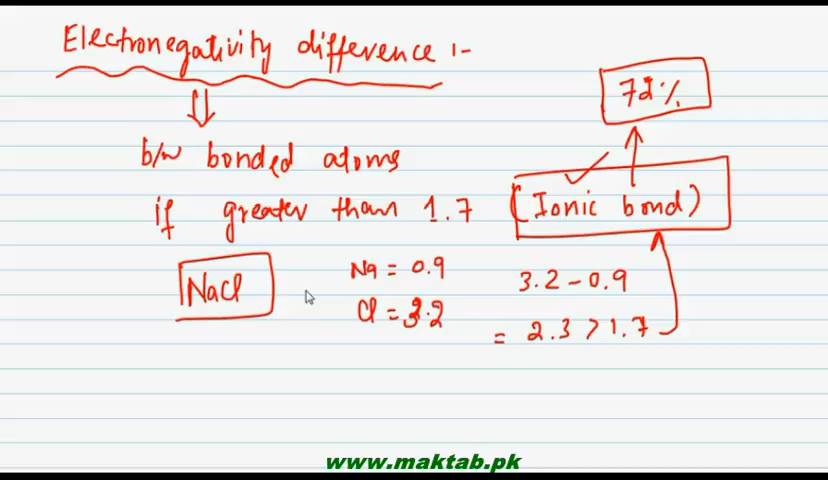 Electronegativity difference :-
72%
b/w bonded atoms
if greater than 1.7 (Ionic bond)
NaCl
Na = 0.9
Cl = 3.2
3.2 - 0.9
= 2.3 > 1.7
www.maktab.pk